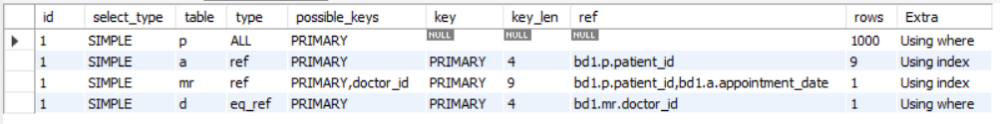 id select_type table type possible_keys key key_len ref rows Extra
1 SIMPLE p ALL PRIMARY NULL NULL NULL 1000 Using where
1 SIMPLE a ref PRIMARY PRIMARY 4 bd1.p.patient_id 9 Using index
1 SIMPLE mr ref PRIMARY,doctor_id PRIMARY 9 bd1.p.patient_id,bd1.a.appointment_date 1 Using index
1 SIMPLE d eq_ref PRIMARY PRIMARY 4 bd1.mr.doctor_id 1 Using where